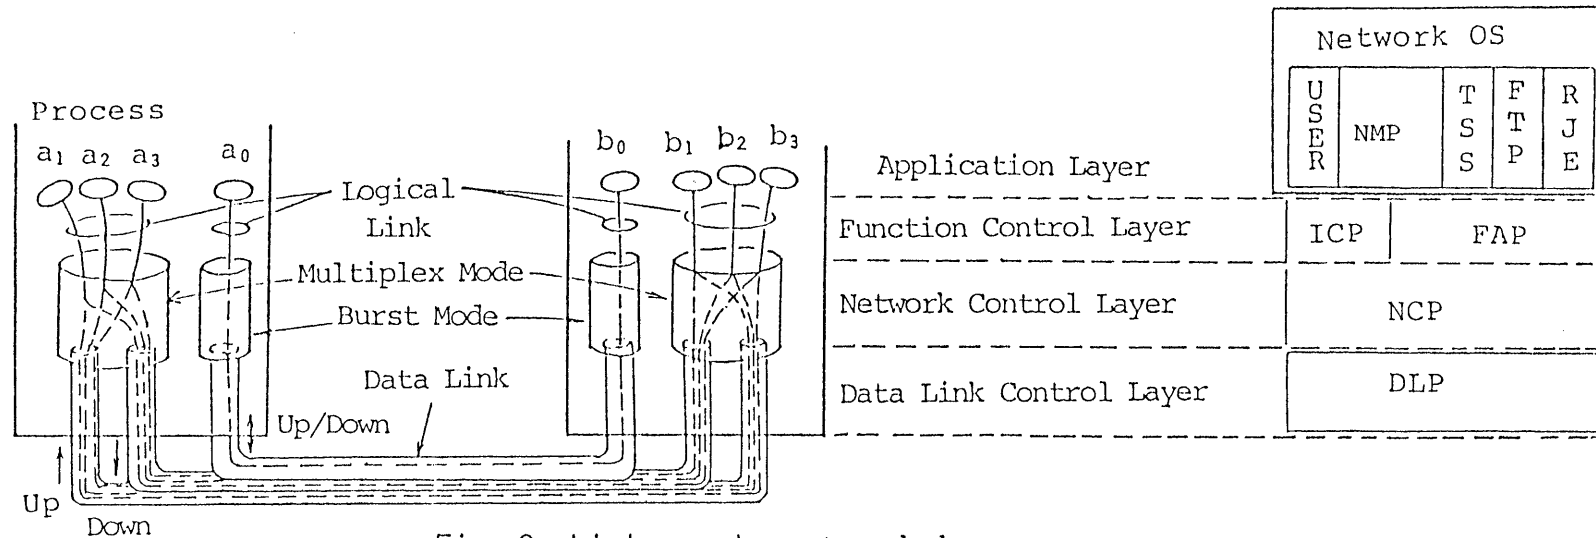 Process
a1 a2 a3 a0
b0 b1 b2 b3
Logical
Link
Multiplex Mode
Burst Mode
Data Link
Up/Down
Up
Down
Application Layer
Function Control Layer
Network Control Layer
Data Link Control Layer
Network OS
USER
NMP
TSS
FTP
RJE
ICP
FAP
NCP
DLP